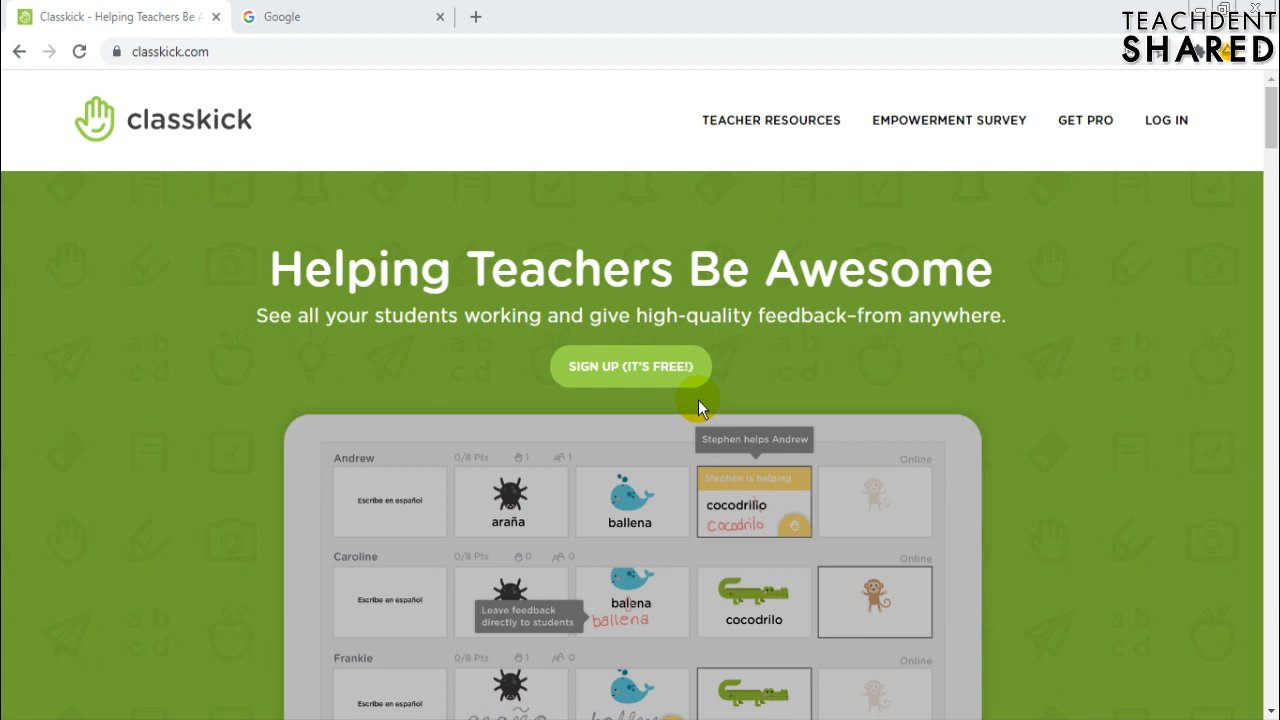 Classkick - Helping Teachers Be A
Google
TEACHDENT
SHARED
classkick.com
classkick
TEACHER RESOURCES
EMPOWERMENT SURVEY
GET PRO
LOG IN
Helping Teachers Be Awesome
See all your students working and give high-quality feedback–from anywhere.
SIGN UP (IT'S FREE!)
Stephen helps Andrew
Andrew
0/8 Pts
1
1
Online
Escribe en español
araña
ballena
Stephen is helping
cocodrillo
cocodrilo
Caroline
0/8 Pts
0
0
Online
Escribe en español
Leave feedback
directly to students
balena
ballena
cocodrilo
Frankie
0/8 Pts
1
0
Online
Escribe en español